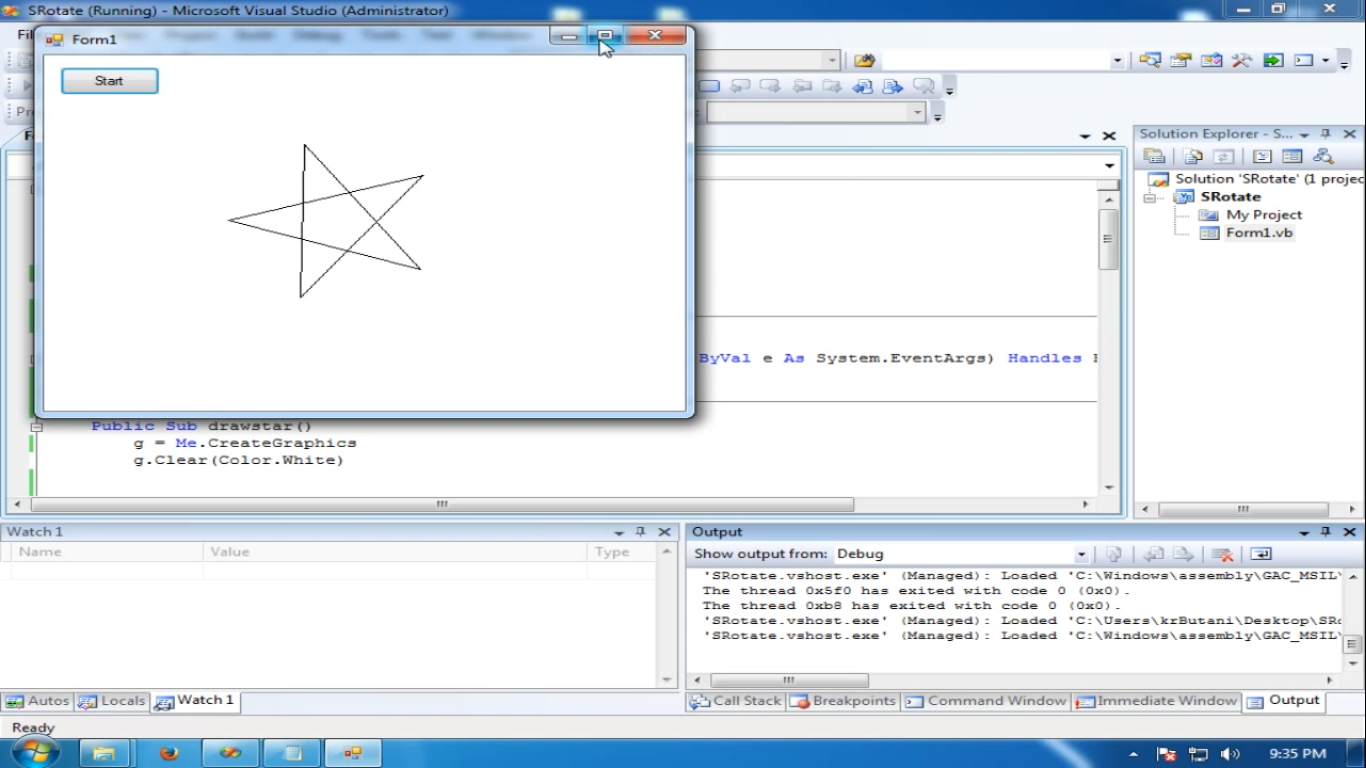 SRotate (Running) - Microsoft Visual Studio (Administrator)
Form1
Start
Solution Explorer - S...
Solution 'SRotate' (1 projec
SRotate
My Project
Form1.vb
ByVal e As System.EventArgs) Handles
Public Sub drawstar()
g = Me.CreateGraphics
g.Clear(Color.White)
Watch 1
Name Value Type
Output
Show output from: Debug
'SRotate.vshost.exe' (Managed): Loaded 'C:\Windows\assembly\GAC_MSIL\
The thread 0x5f0 has exited with code 0 (0x0).
The thread 0xb8 has exited with code 0 (0x0).
'SRotate.vshost.exe' (Managed): Loaded 'C:\Users\krButani\Desktop\SRo
'SRotate.vshost.exe' (Managed): Loaded 'C:\Windows\assembly\GAC_MSIL\
Autos Locals Watch 1
Call Stack Breakpoints Command Window Immediate Window Output
Ready
9:35 PM